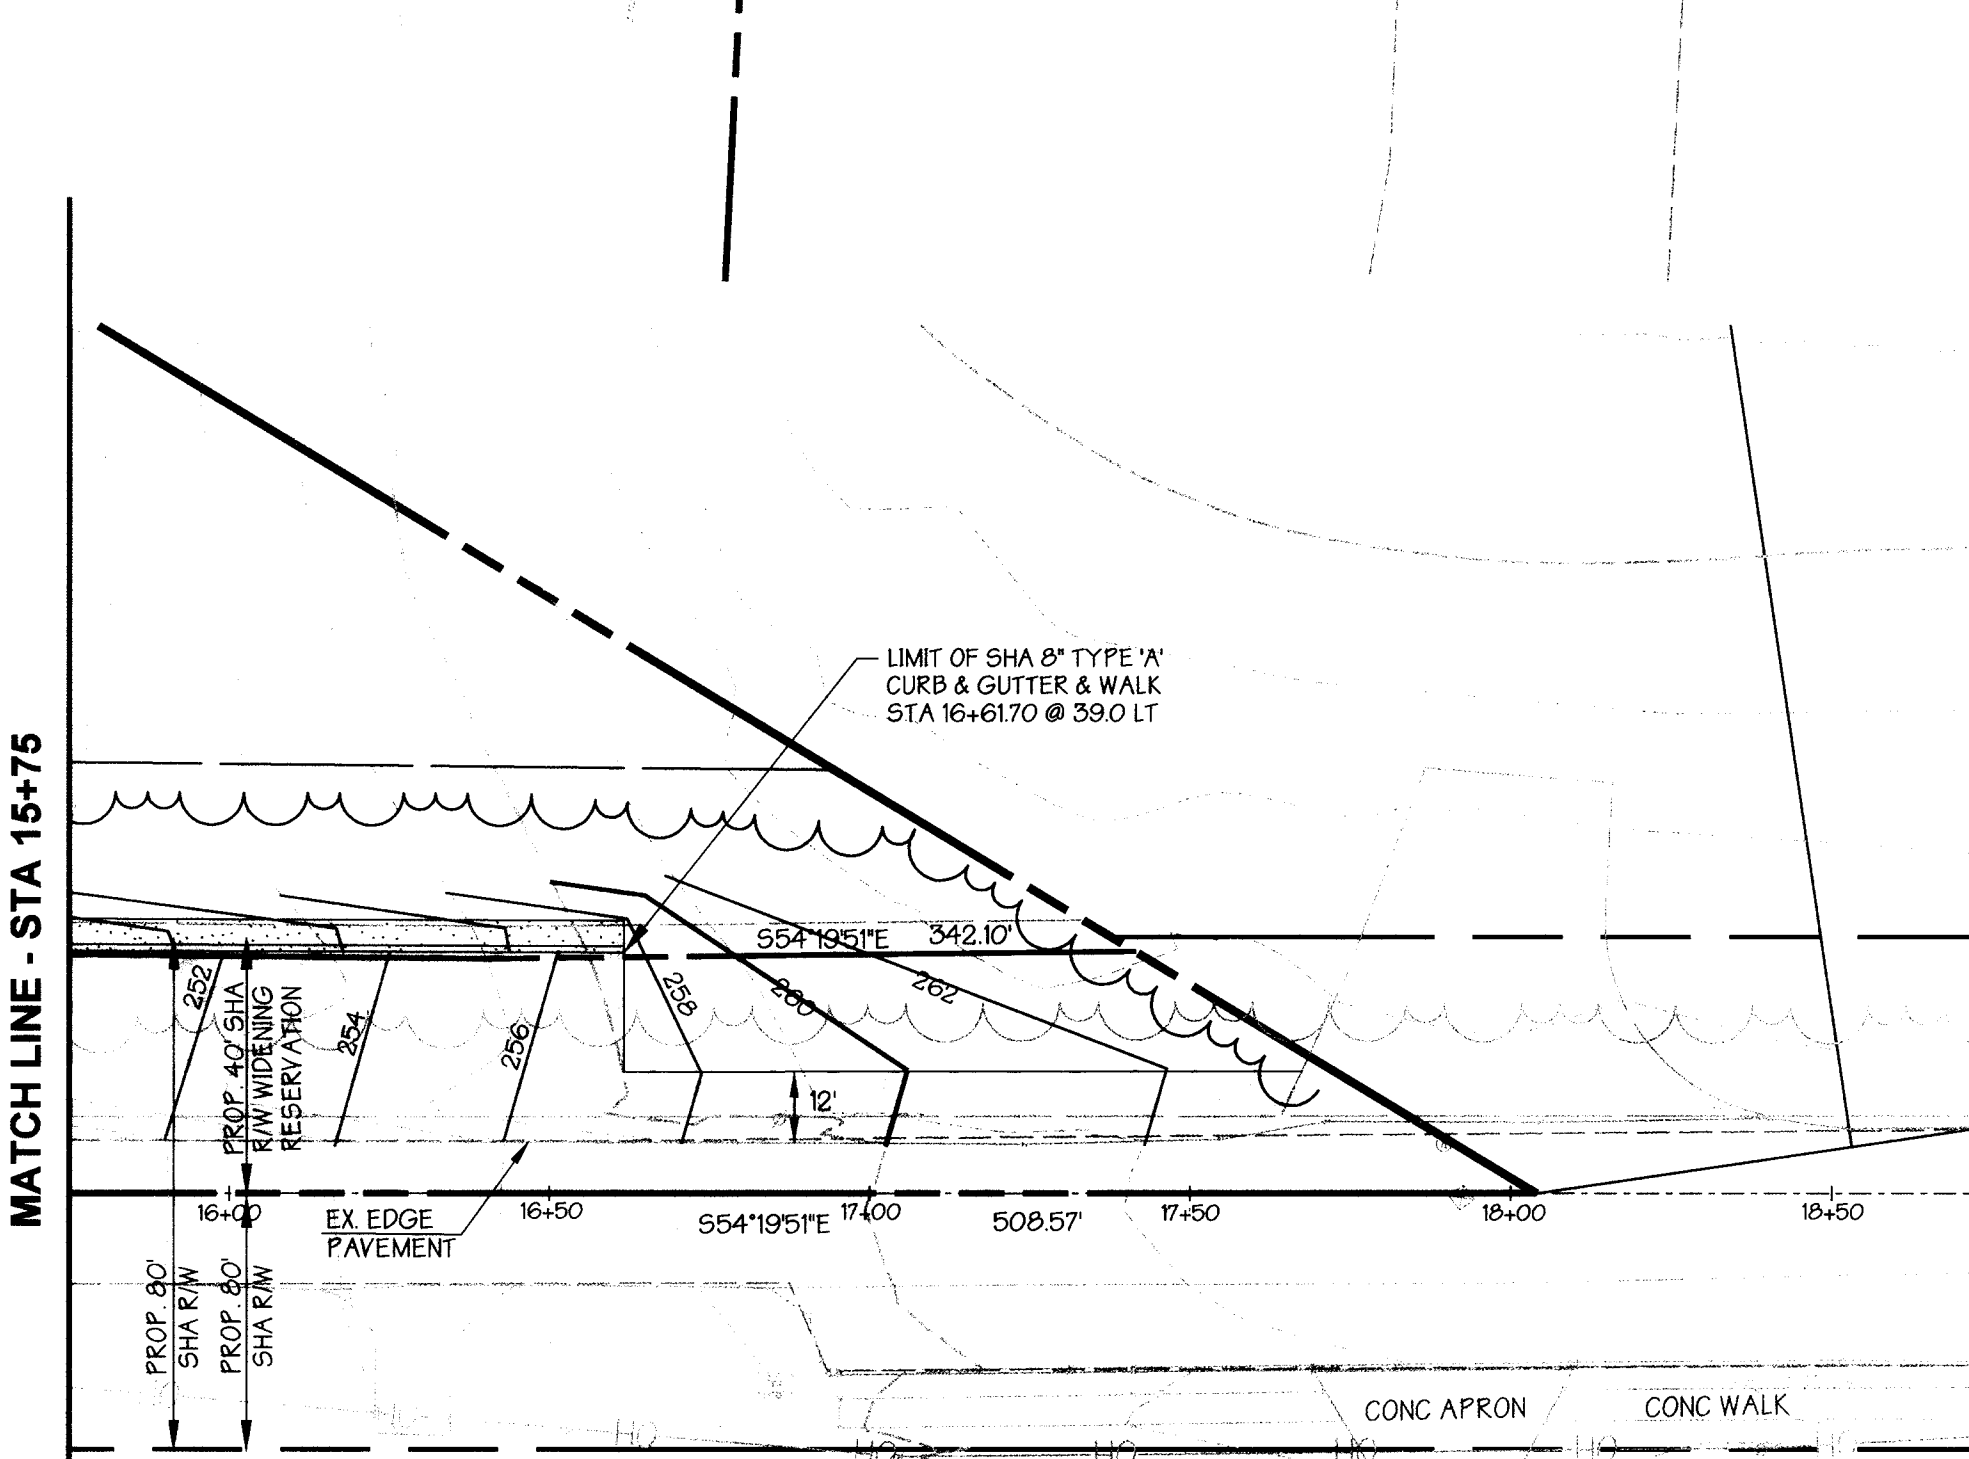 LIMIT OF SHA 8" TYPE 'A'
CURB & GUTTER & WALK
STA 16+61.70 @ 39.0 LT
MATCH LINE - STA 15+75
S54°19'51"E 342.10'
252
254
256
258
260
262
PROP. 40' SHA
R/W WIDENING
RESERVATION
12'
16+00
16+50
17+00
17+50
18+00
18+50
EX. EDGE
PAVEMENT
S54°19'51"E 508.57'
PROP. 80'
SHA R/W
PROP. 80'
SHA R/W
CONC APRON
CONC WALK